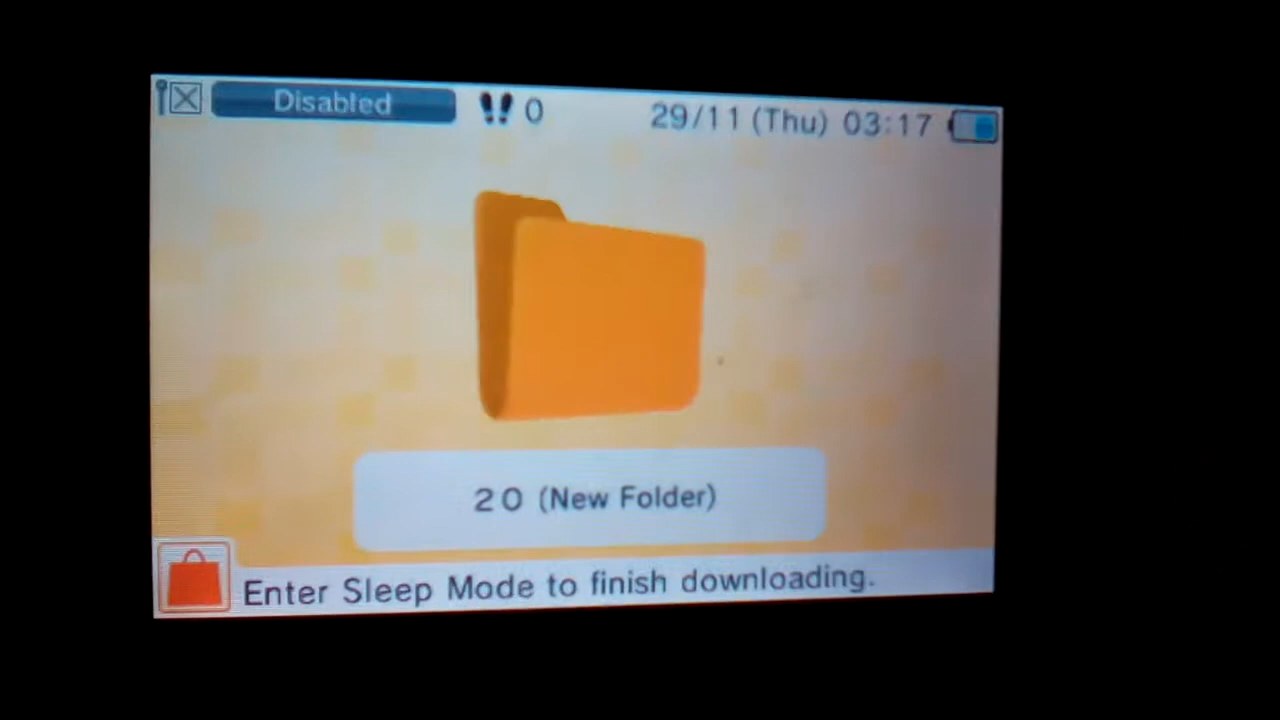 Disabled
0
29/11 (Thu) 03:17
20 (New Folder)
Enter Sleep Mode to finish downloading.